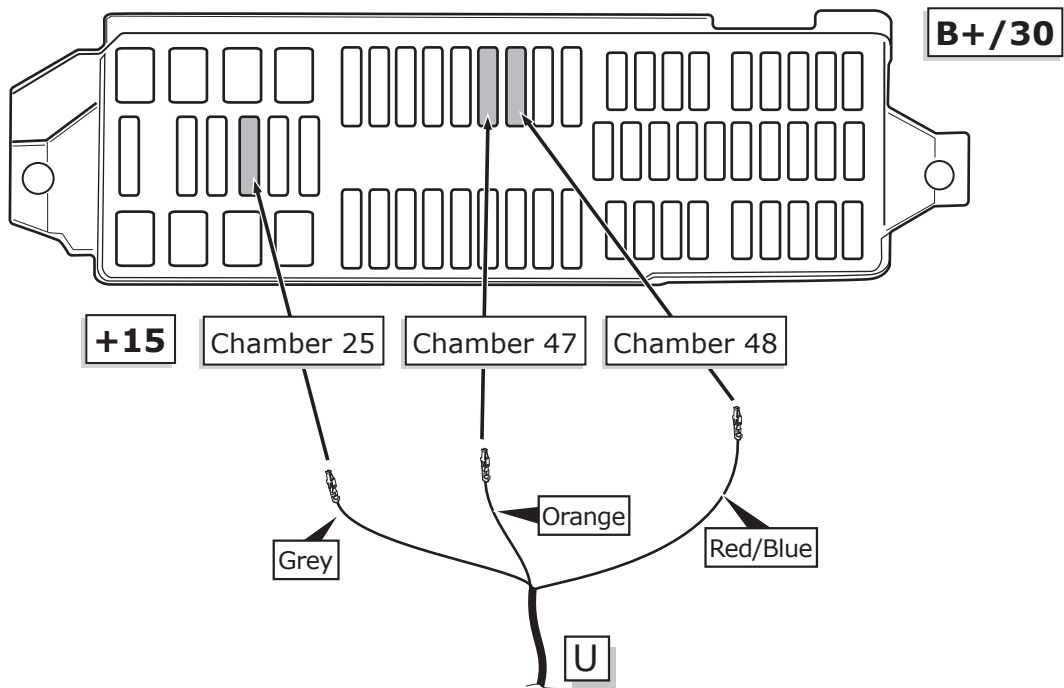 B+/30
+15
Chamber 25
Chamber 47
Chamber 48
Orange
Grey
Red/Blue
U